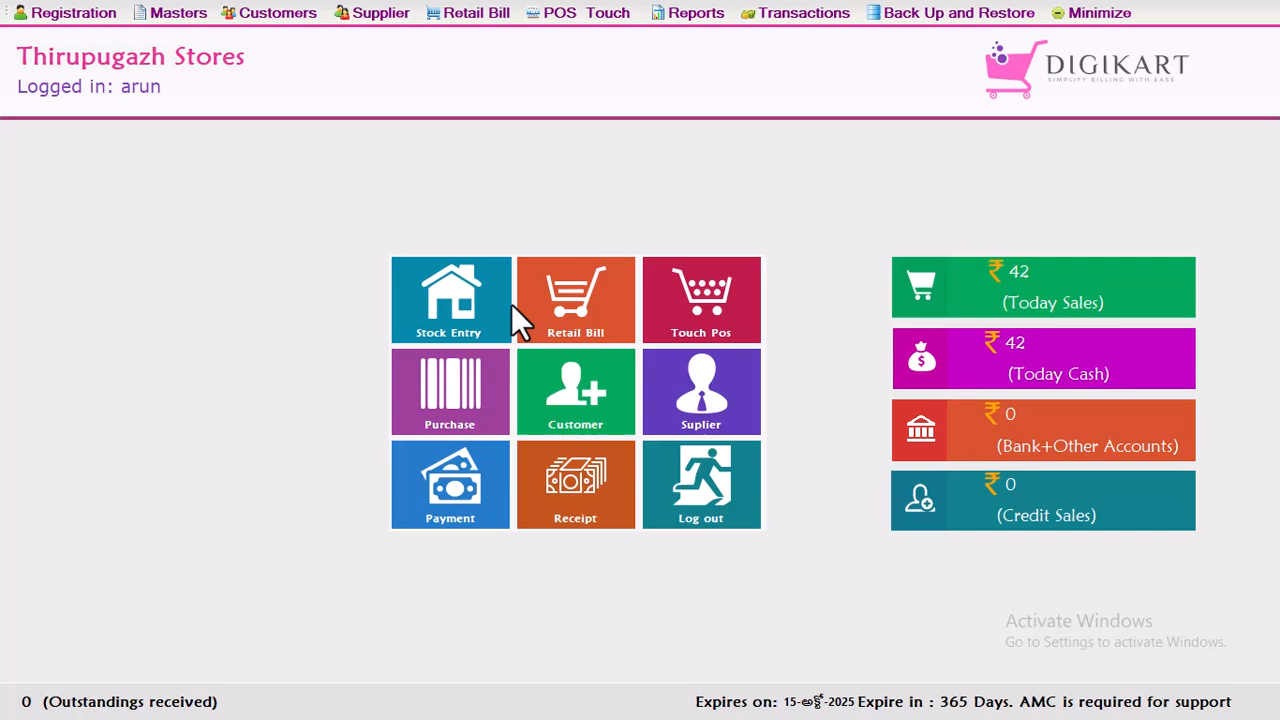 Registration Masters Customers Supplier Retail Bill POS Touch Reports Transactions Back Up and Restore Minimize
Thirupugazh Stores
Logged in: arun
DIGIKART
SIMPLIFY BILLING WITH EASE
Stock Entry Retail Bill Touch Pos
Purchase Customer Suplier
Payment Receipt Log out
₹ 42
(Today Sales)
₹ 42
(Today Cash)
₹ 0
(Bank+Other Accounts)
₹ 0
(Credit Sales)
Activate Windows
Go to Settings to activate Windows.
0 (Outstandings received) Expires on: 15- -2025 Expire in : 365 Days. AMC is required for support